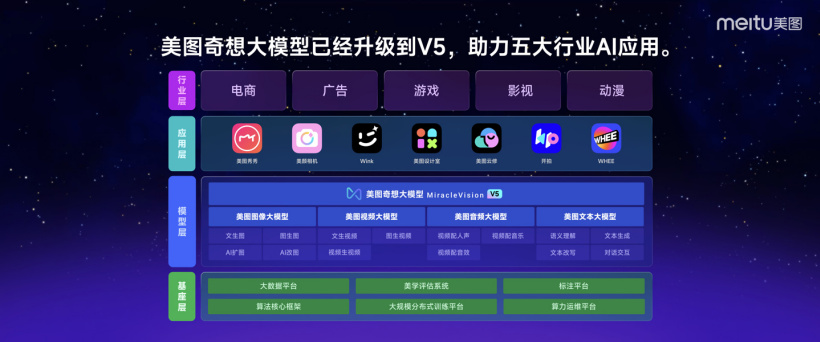 meitu美图
美图奇想大模型已经升级到V5，助力五大行业AI应用。
行业层
电商 广告 游戏 影视 动漫
应用层
WHEE
美图秀秀 美颜相机 Wink 美图设计室 美图云修 开拍 WHEE
模型层
美图奇想大模型 MiracleVision V5
美图图像大模型 美图视频大模型 美图音频大模型 美图文本大模型
文生图 图生图 文生视频 图生视频 视频配人声 视频配音乐 语义理解 文本生成
AI扩图 AI改图 视频生视频 视频配音效 文本改写 对话交互
基座层
大数据平台 美学评估系统 标注平台
算法核心框架 大规模分布式训练平台 算力运维平台